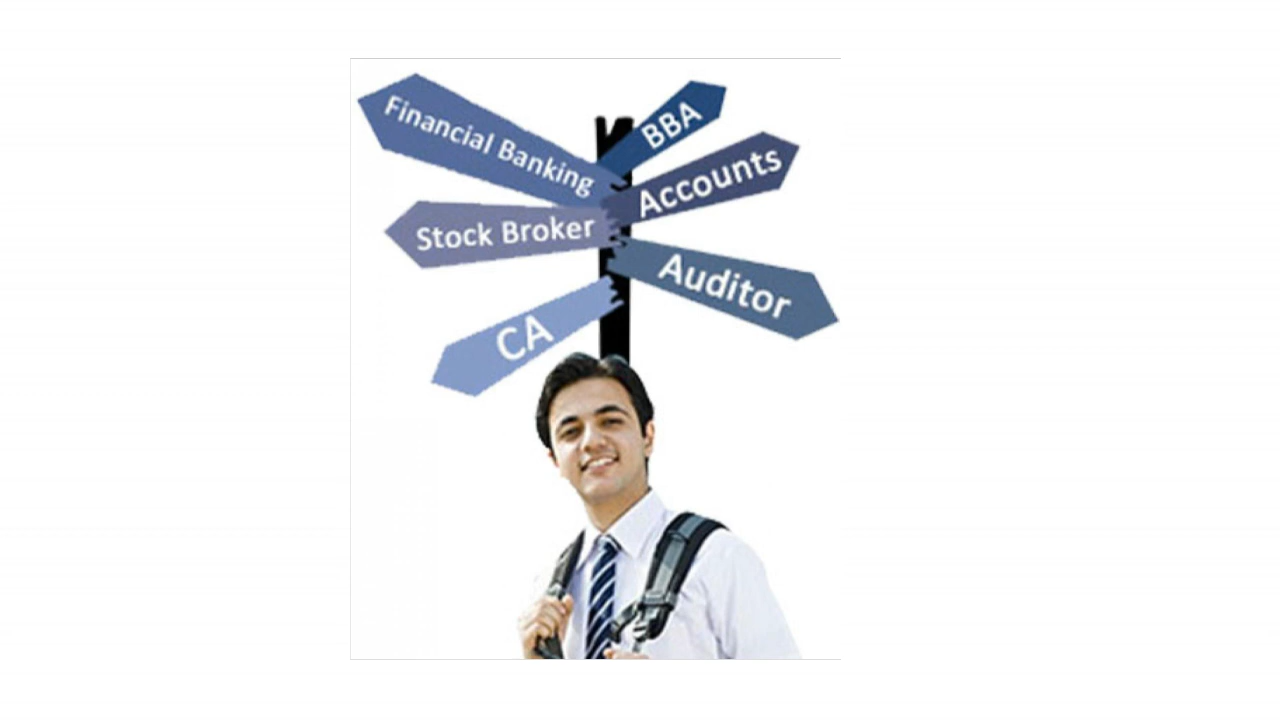 Financial Banking
BBA
Accounts
Stock Broker
Auditor
CA